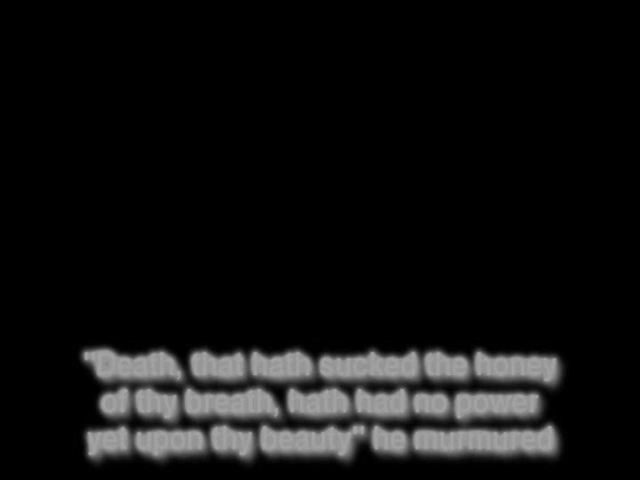 "Death, that hath sucked the honey
of thy breath, hath had no power
yet upon thy beauty" he murmured